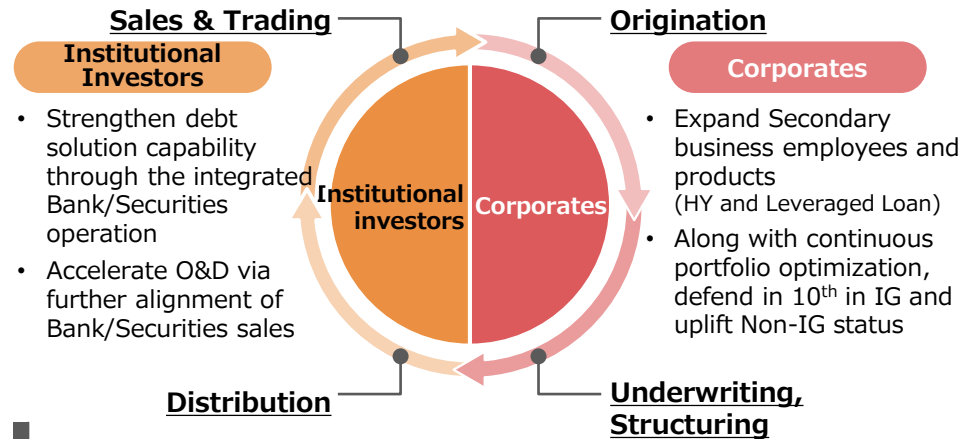 Sales & Trading
Origination
Institutional
Investors
Corporates
• Strengthen debt
solution capability
through the integrated
Bank/Securities
operation
• Accelerate O&D via
further alignment of
Bank/Securities sales
Institutional
investors
Corporates
• Expand Secondary
business employees and
products
(HY and Leveraged Loan)
• Along with continuous
portfolio optimization,
defend in 10th in IG and
uplift Non-IG status
Distribution
Underwriting,
Structuring